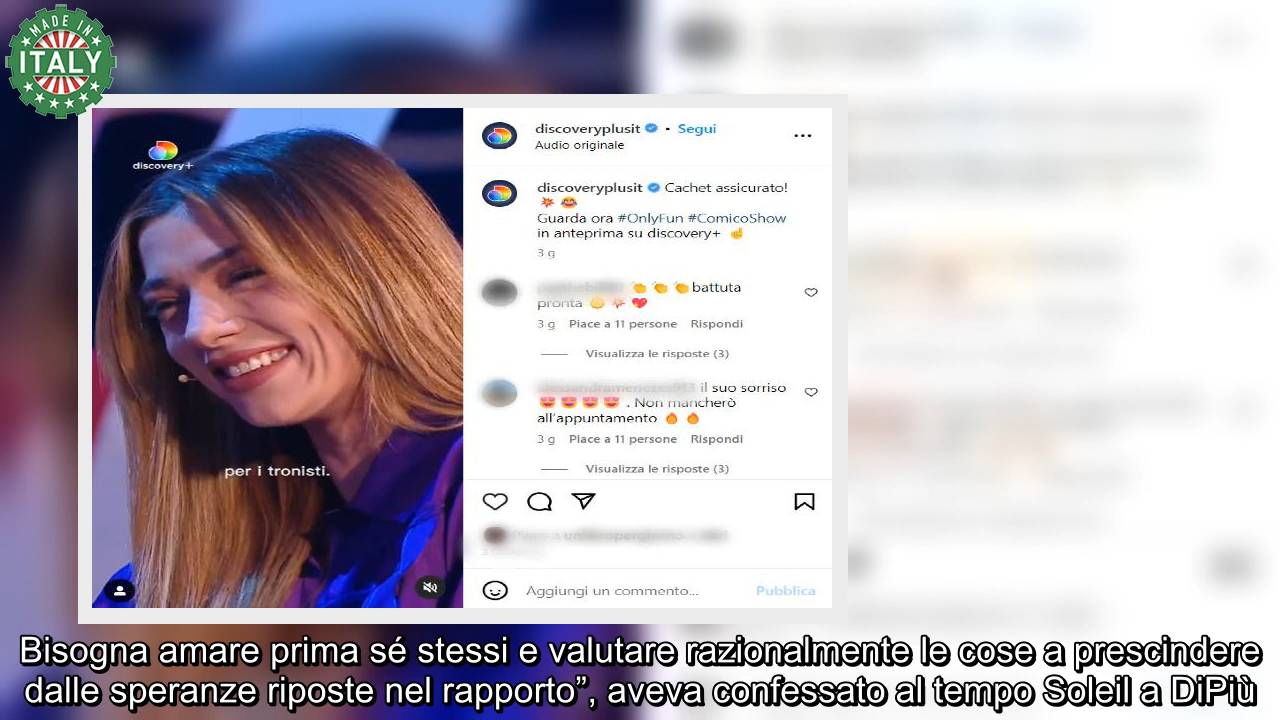 MADE IN
ITALY
discovery+
per i tronisti.
discoveryplusit • Segui
Audio originale
discoveryplusit Cachet assicurato!
💥 😂
Guarda ora #OnlyFun #ComicoShow
in anteprima su discovery+ ☝️
3 g
👏 👏 👏 battuta
pronta 😊 💥 ❤️
3 g Piace a 11 persone Rispondi
Visualizza le risposte (3)
il suo sorriso
😍 😍 😍 😍 . Non mancherò
all'appuntamento 🔥 🔥
3 g Piace a 11 persone Rispondi
Visualizza le risposte (3)
Aggiungi un commento... Pubblica
Bisogna amare prima sé stessi e valutare razionalmente le cose a prescindere
dalle speranze riposte nel rapporto”, aveva confessato al tempo Soleil a DiPiù